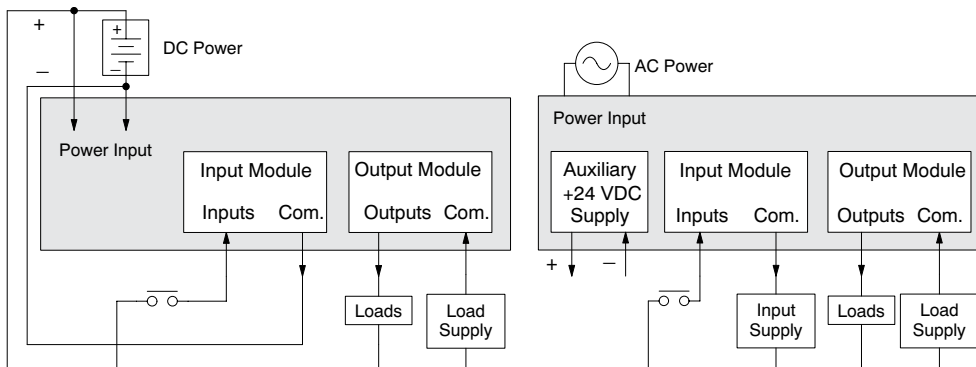 +
+
DC Power
−
−
Power Input
Input Module
Inputs Com.
Output Module
Outputs Com.
Loads
Load
Supply
AC Power
Power Input
Auxiliary
+24 VDC
Supply
+ −
Input Module
Inputs Com.
Output Module
Outputs Com.
Input
Supply
Loads
Load
Supply